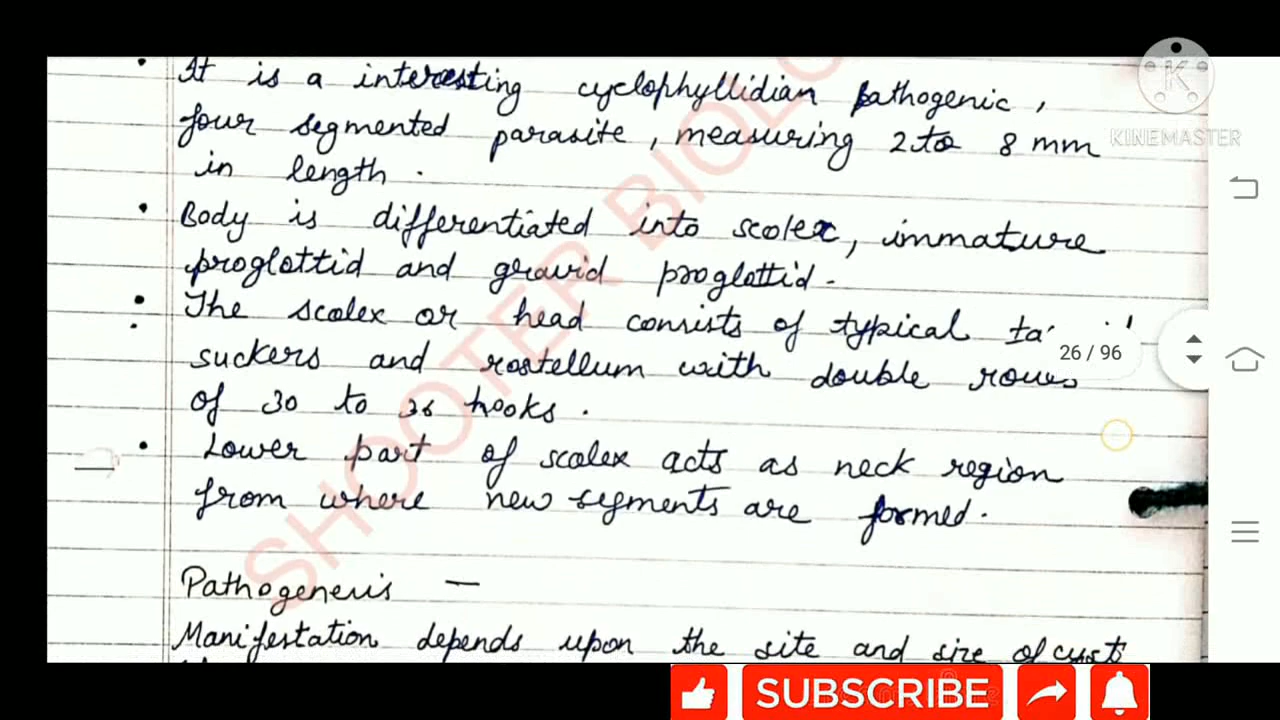 It is a interesting cyclophyllidian pathogenic,
four segmented parasite, measuring 2 to 8 mm
in length.
Body is differentiated into scolex, immature
proglottid and gravid proglottid.
The scolex or head consists of typical
suckers and rostellum with double rows
of 30 to 36 hooks.
Lower part of scolex acts as neck region
from where new segments are formed.
Pathogenesis —
Manifestation depends upon the site and size of cysts
SHOOTER BIOLO
K
KINEMASTER
26 / 96
SUBSCRIBE